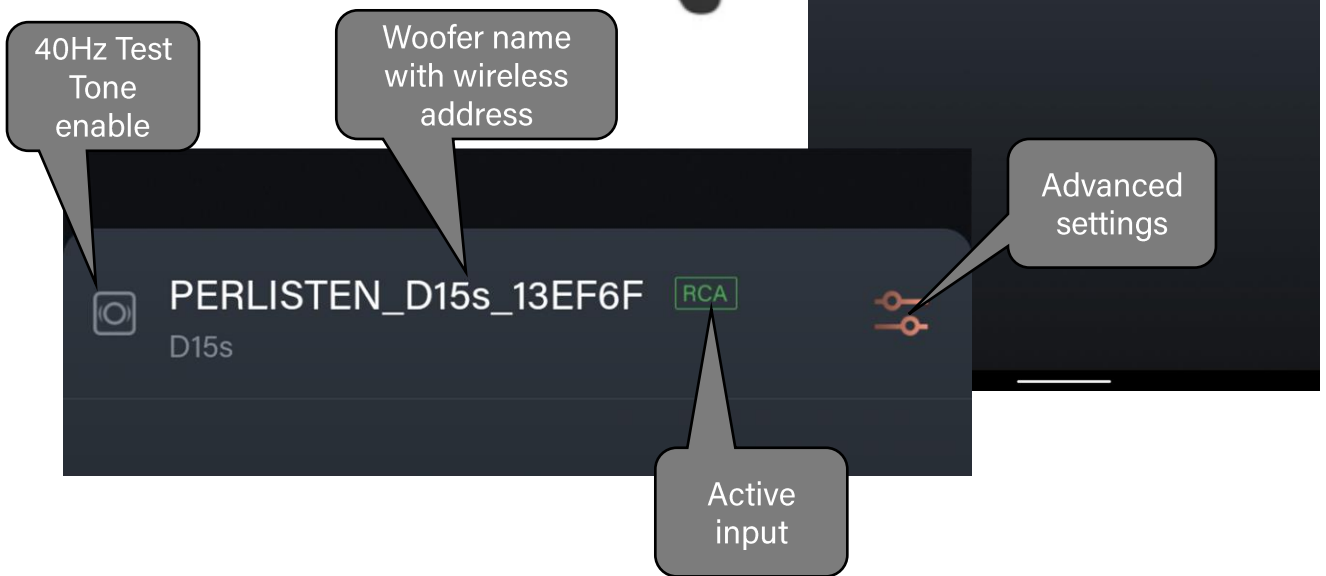 40Hz Test
Tone
enable
Woofer name
with wireless
address
Advanced
settings
PERLISTEN_D15s_13EF6F
RCA
D15s
Active
input